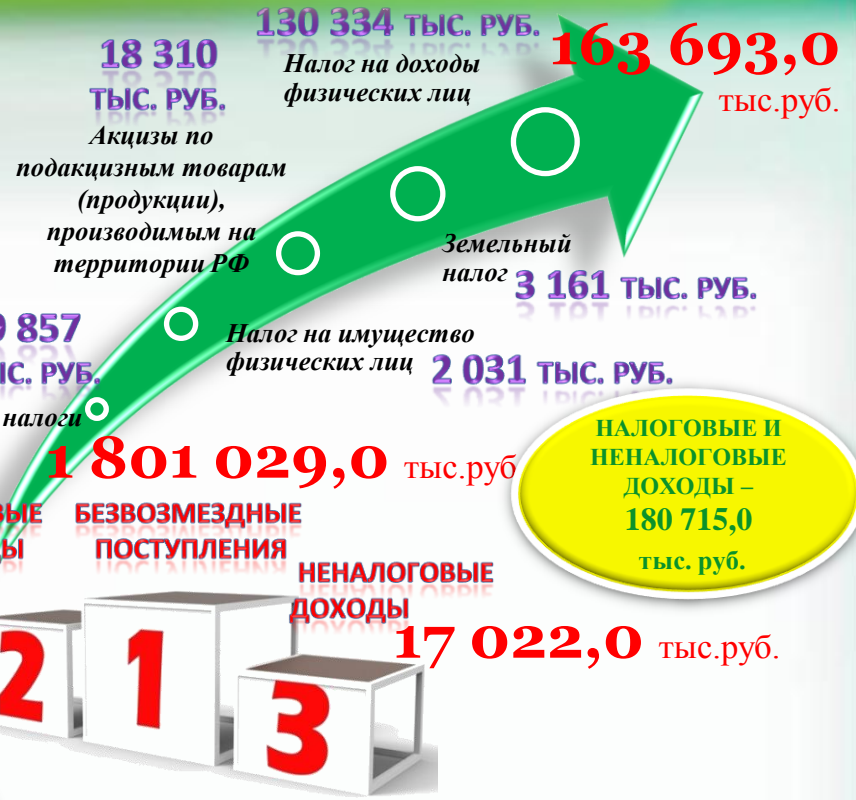 130 334 ТЫС. РУБ.
Налог на доходы
физических лиц
163 693,0
тыс.руб.
18 310
ТЫС. РУБ.
Акцизы по
подакцизным товарам
(продукции),
производимым на
территории РФ
Земельный
налог
3 161 ТЫС. РУБ.
857
РУБ.
налоги
Налог на имущество
физических лиц
2 031 ТЫС. РУБ.
1 801 029,0 тыс.руб
БЕЗВОЗМЕЗДНЫЕ
ПОСТУПЛЕНИЯ
НАЛОГОВЫЕ И
НЕНАЛОГОВЫЕ
ДОХОДЫ –
180 715,0
тыс. руб.
НЕНАЛОГОВЫЕ
ДОХОДЫ
17 022,0 тыс.руб.
2
1
3